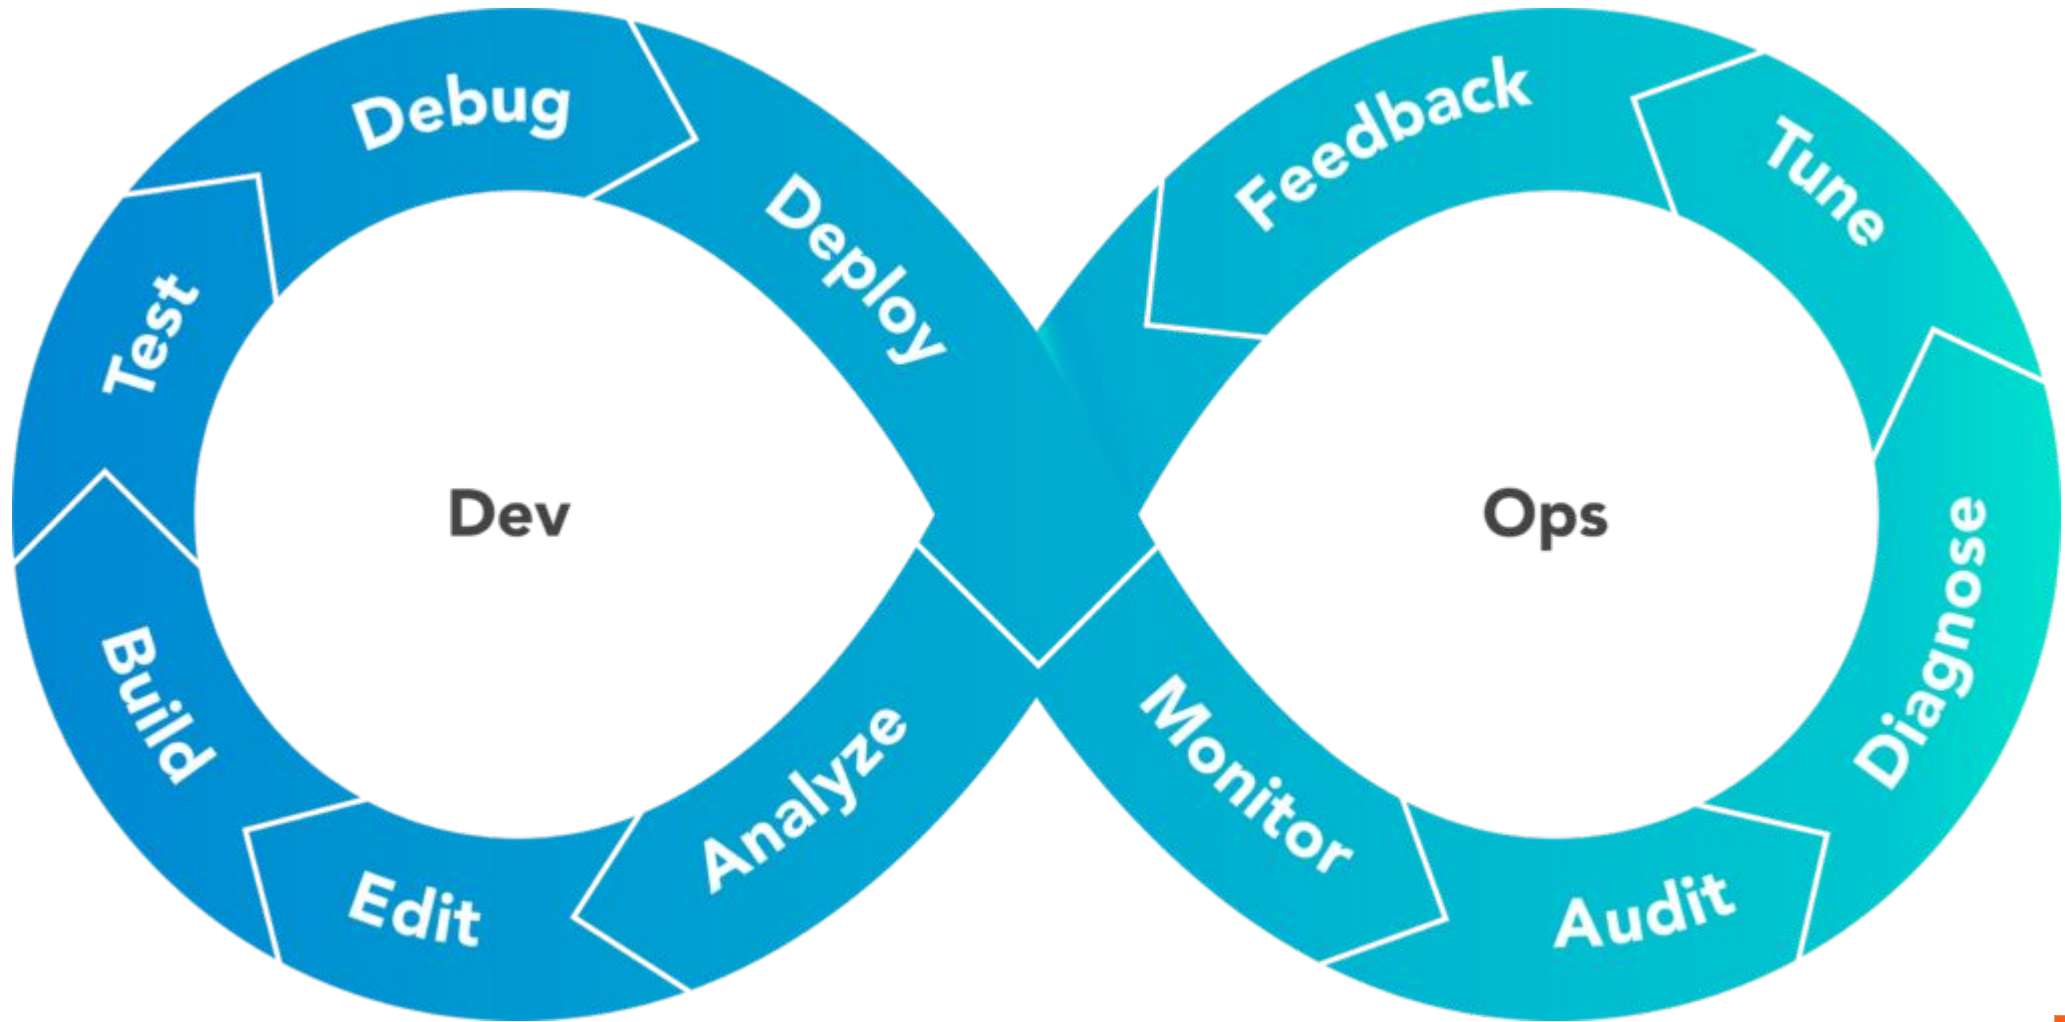 Debug
Deploy
Test
Dev
Build
Edit
Analyze
Feedback
Tune
Ops
Diagnose
Monitor
Audit